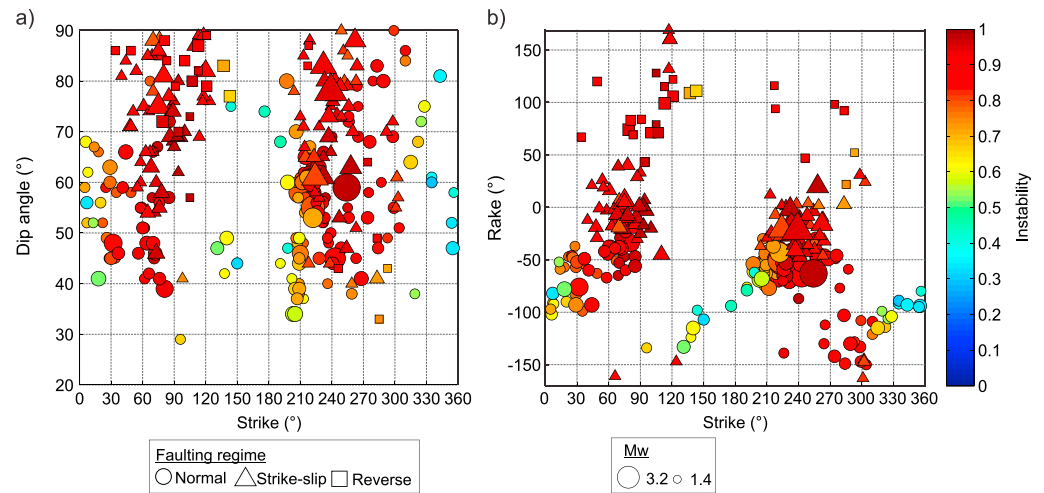 a)
90
80
70
60
50
40
30
20
Dip angle (°)
0 30 60 90 120 150 180 210 240 270 300 330 360
Strike (°)
Faulting regime
Normal Strike-slip Reverse
b)
150
100
50
0
-50
-100
-150
Rake (°)
0 30 60 90 120 150 180 210 240 270 300 330 360
Strike (°)
Mw
3.2 1.4
1
0.9
0.8
0.7
0.6
0.5
0.4
0.3
0.2
0.1
0
Instability